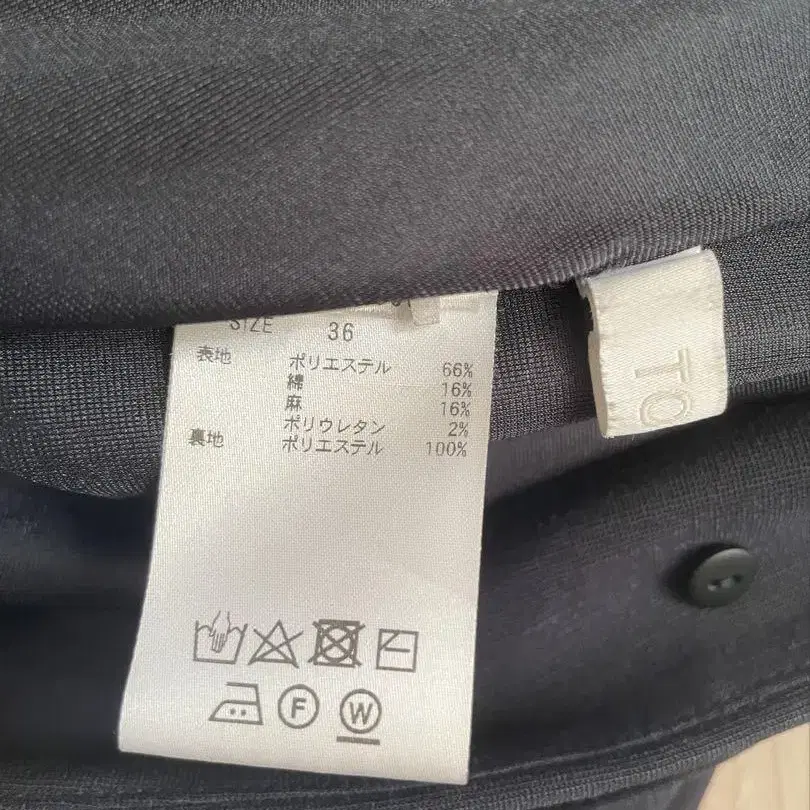 SIZE 36
表地 ポリエステル 66%
綿 16%
麻 16%
ポリウレタン 2%
裏地 ポリエステル 100%
F
W
TO